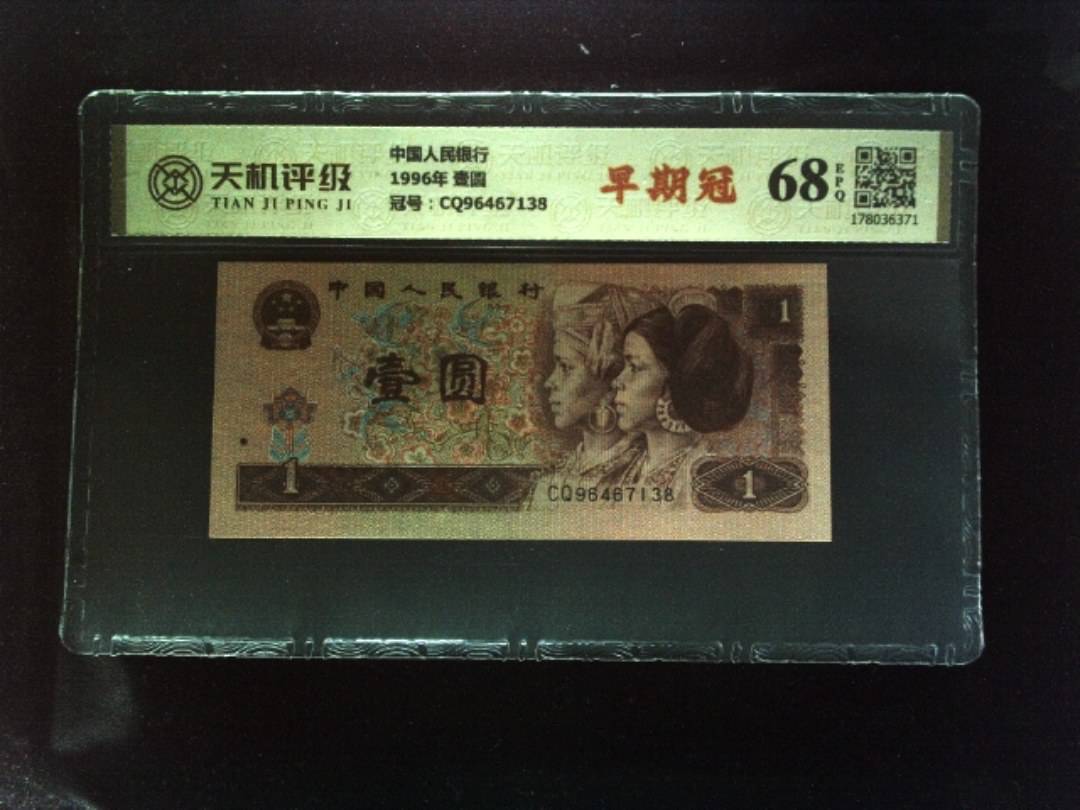 天机评级
TIAN JI PING JI
中国人民银行
1996年 壹圆
冠号：CQ96467138
早期冠
68
EPQ
178036371
中国人民银行
1
壹圆
1
CQ96467138
1